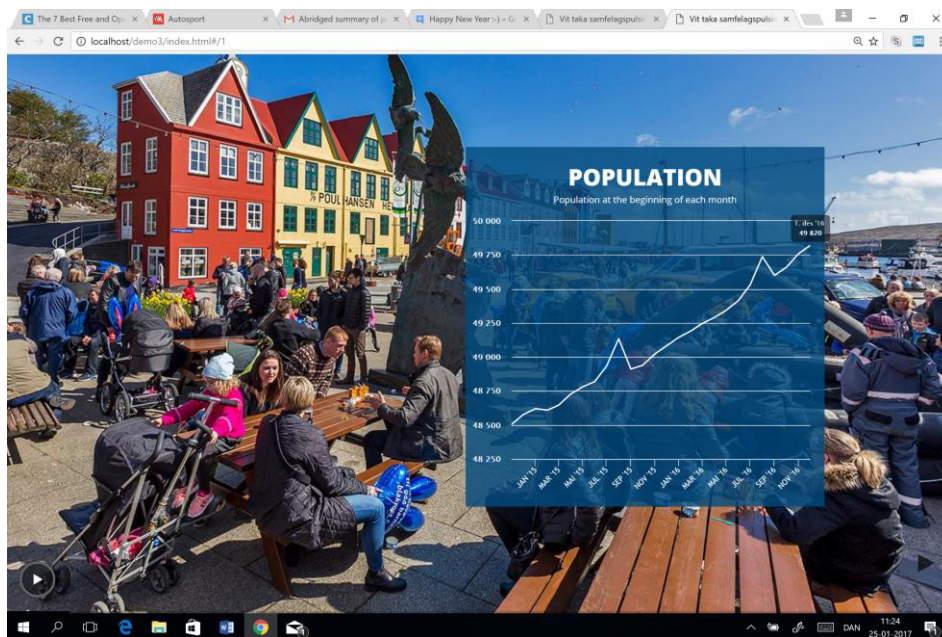 The 7 Best Free and Op
Autosport
Abridged summary of p
Happy New Year :-) – G
Vit taka samfelagspulse
Vit taka samfelagspulsin
localhost/demo3/index.html#/1
POUL HANSEN HE
POPULATION
Population at the beginning of each month
50 000
1. des '16
49 820
49 750
49 500
49 250
49 000
48 750
48 500
48 250
JAN '15
MAR '15
MAI '15
JUL '15
SEP '15
NOV '15
JAN '16
MAR '16
MAI '16
JUL '16
SEP '16
NOV '16
DAN
11:24
25-01-2017